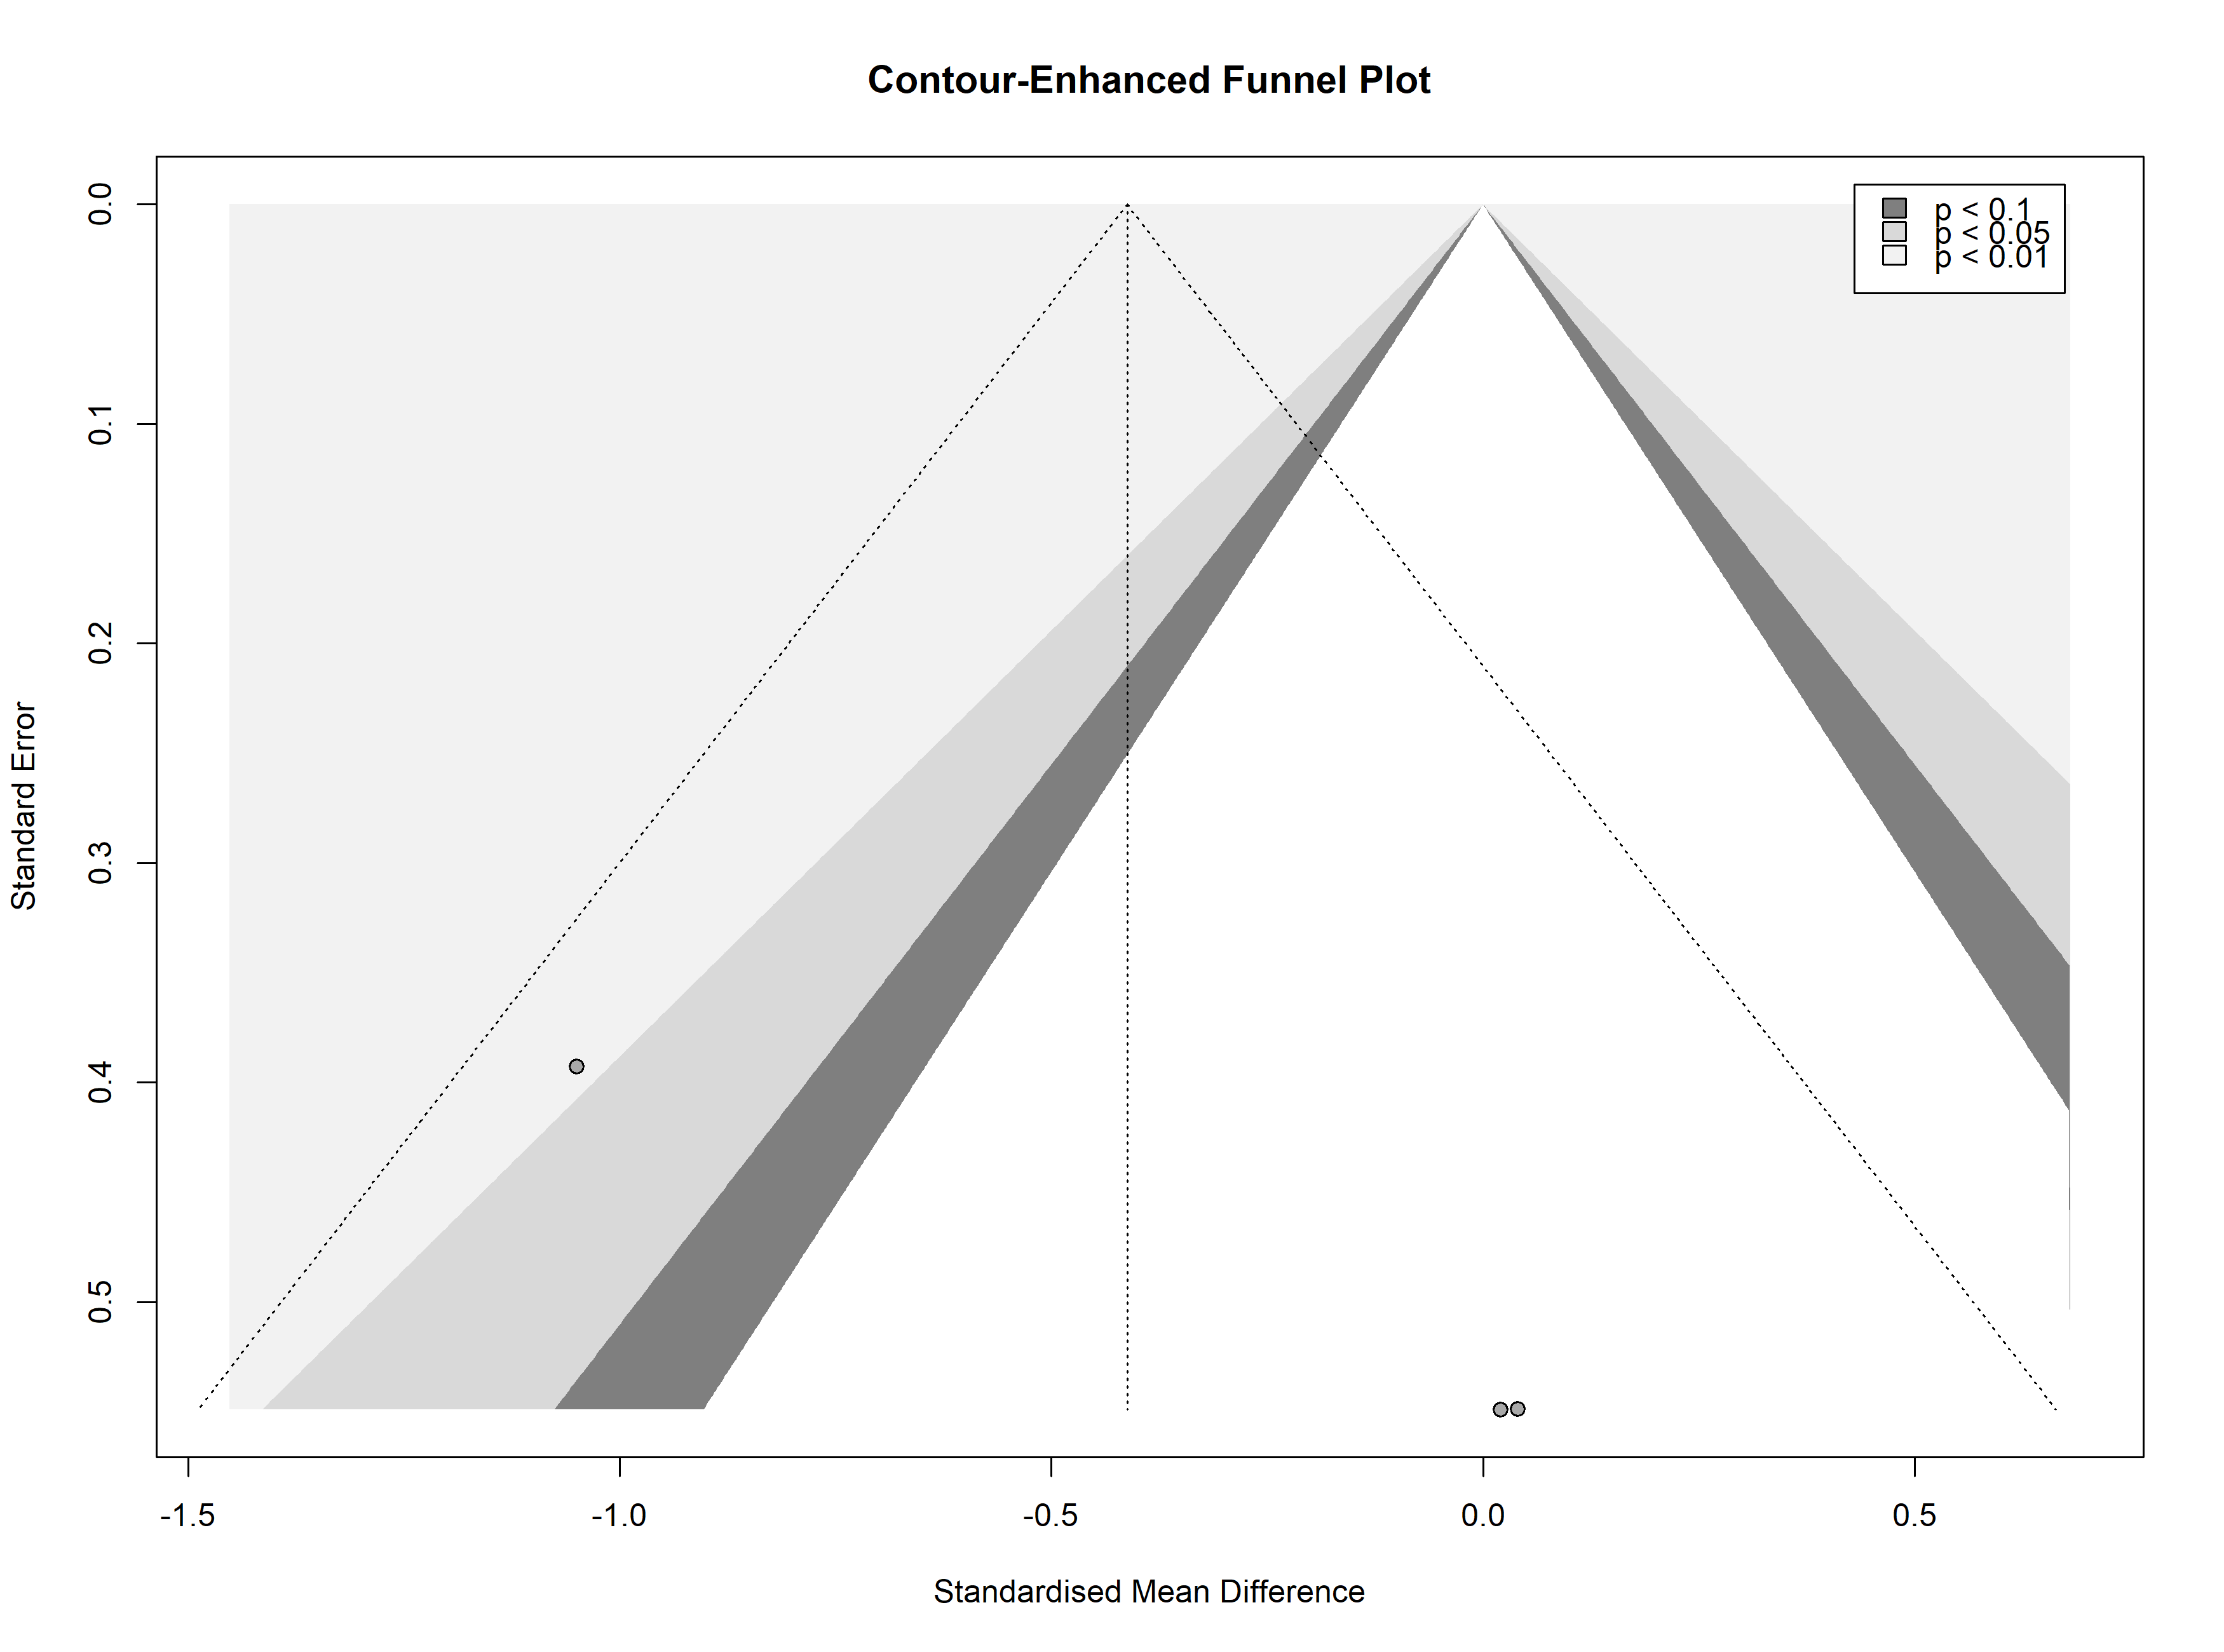 Contour-Enhanced Funnel Plot
p < 0.1
p < 0.05
p < 0.01
0.0
0.1
0.2
0.3
0.4
0.5
Standard Error
-1.5
-1.0
-0.5
0.0
0.5
Standardised Mean Difference